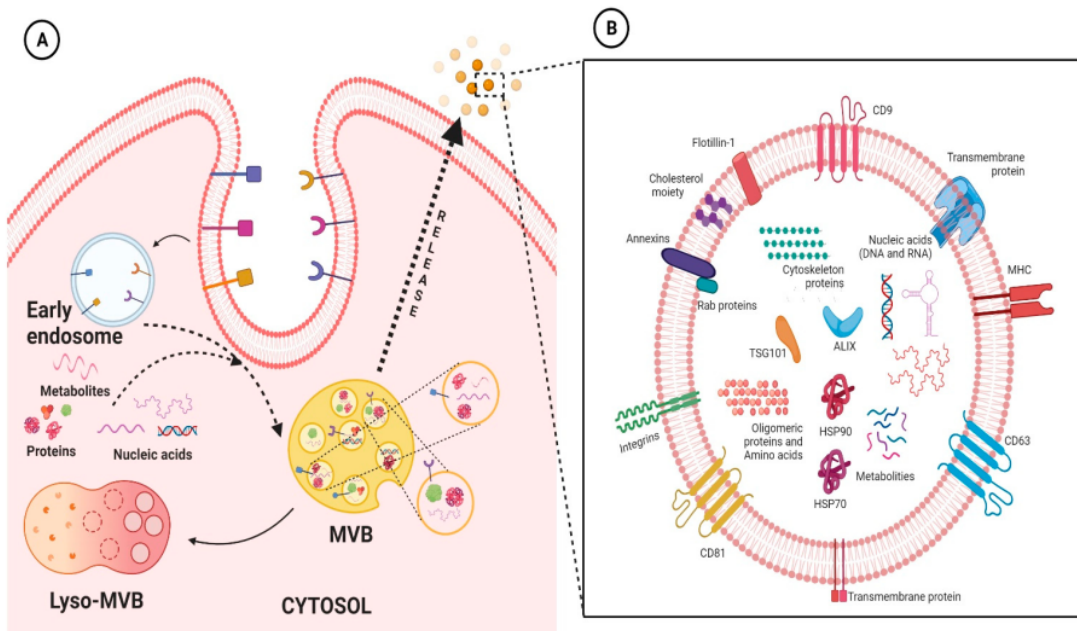 A
RELEASE
Early
endosome
Metabolites
Proteins
Nucleic acids
MVB
Lyso-MVB
CYTOSOL
B
CD9
Flotillin-1
Transmembrane
protein
Cholesterol
moiety
Nucleic acids
(DNA and RNA)
Annexins
Cytoskeleton
proteins
MHC
Rab proteins
TSG101
ALIX
Integrins
Oligomeric
proteins and
Amino acids
HSP90
CD63
Metabolities
HSP70
CD81
Transmembrane protein